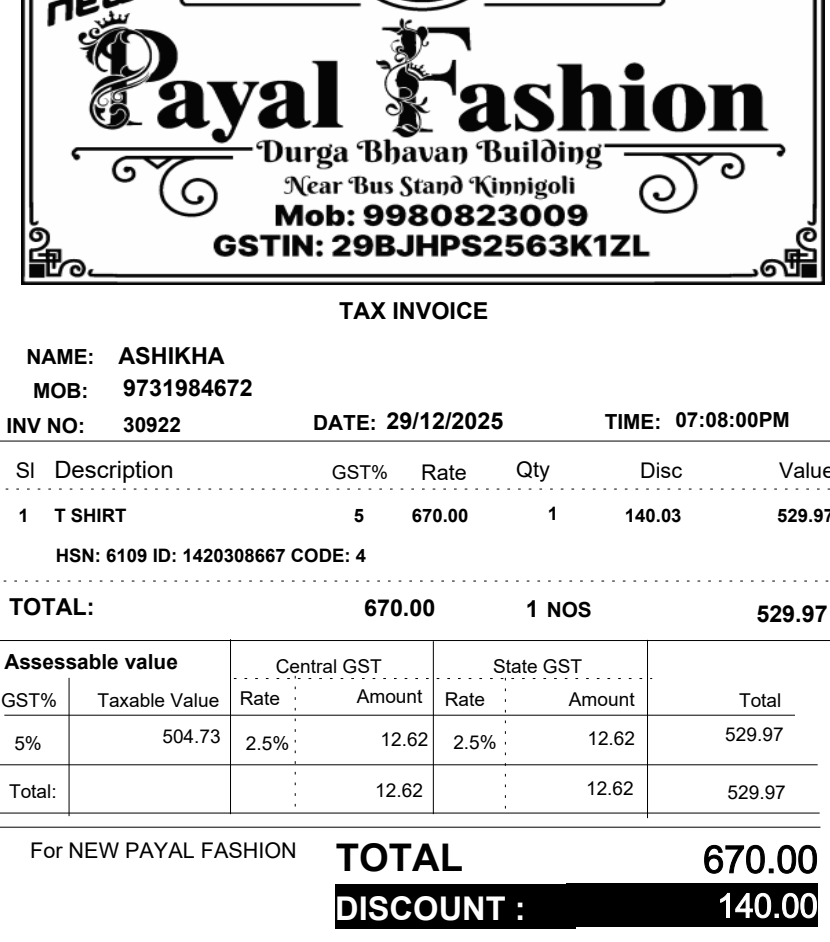 new
Payal Fashion
Durga Bhavan Building
Near Bus Stand Kinnigoli
Mob: 9980823009
GSTIN: 29BJHPS2563K1ZL
TAX INVOICE
NAME: ASHIKHA
MOB: 9731984672
INV NO: 30922 DATE: 29/12/2025 TIME: 07:08:00PM
Sl Description GST% Rate Qty Disc Value
1 T SHIRT 5 670.00 1 140.03 529.97
HSN: 6109 ID: 1420308667 CODE: 4
TOTAL: 670.00 1 NOS 529.97
Assessable value Central GST State GST
GST% Taxable Value Rate Amount Rate Amount Total
5% 504.73 2.5% 12.62 2.5% 12.62 529.97
Total: 12.62 12.62 529.97
For NEW PAYAL FASHION TOTAL 670.00
DISCOUNT : 140.00